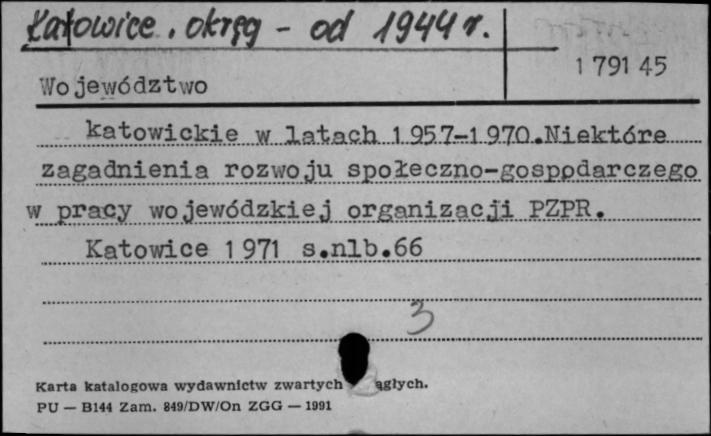 Katowice, okręg - od 1944 r.
1 791 45
Województwo
katowickie w latach 1957-1970.Niektóre
zagadnienia rozwoju społeczno-gospodarczego
w pracy wojewódzkiej organizacji PZPR.
Katowice 1971 s.nlb.66
3
Karta katalogowa wydawnictw zwartych ągłych.
PU — B144 Zam. 849/DW/On ZGG — 1991